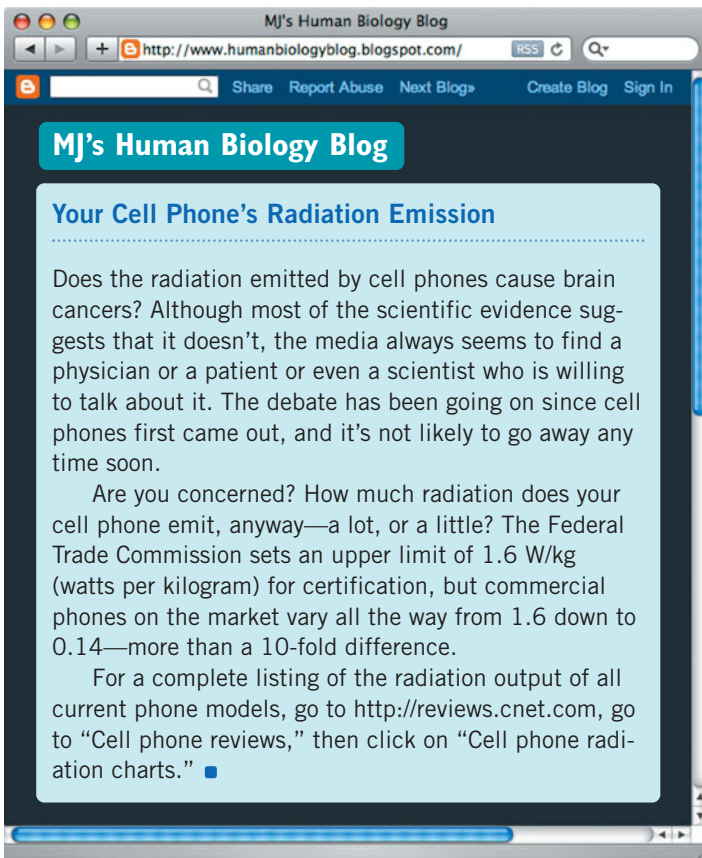 MJ's Human Biology Blog
http://www.humanbiologyblog.blogspot.com/
RSS
Share Report Abuse Next Blog» Create Blog Sign In
MJ's Human Biology Blog
Your Cell Phone's Radiation Emission
Does the radiation emitted by cell phones cause brain
cancers? Although most of the scientific evidence sug-
gests that it doesn't, the media always seems to find a
physician or a patient or even a scientist who is willing
to talk about it. The debate has been going on since cell
phones first came out, and it's not likely to go away any
time soon.
Are you concerned? How much radiation does your
cell phone emit, anyway—a lot, or a little? The Federal
Trade Commission sets an upper limit of 1.6 W/kg
(watts per kilogram) for certification, but commercial
phones on the market vary all the way from 1.6 down to
0.14—more than a 10-fold difference.
For a complete listing of the radiation output of all
current phone models, go to http://reviews.cnet.com, go
to “Cell phone reviews,” then click on “Cell phone radi-
ation charts.”